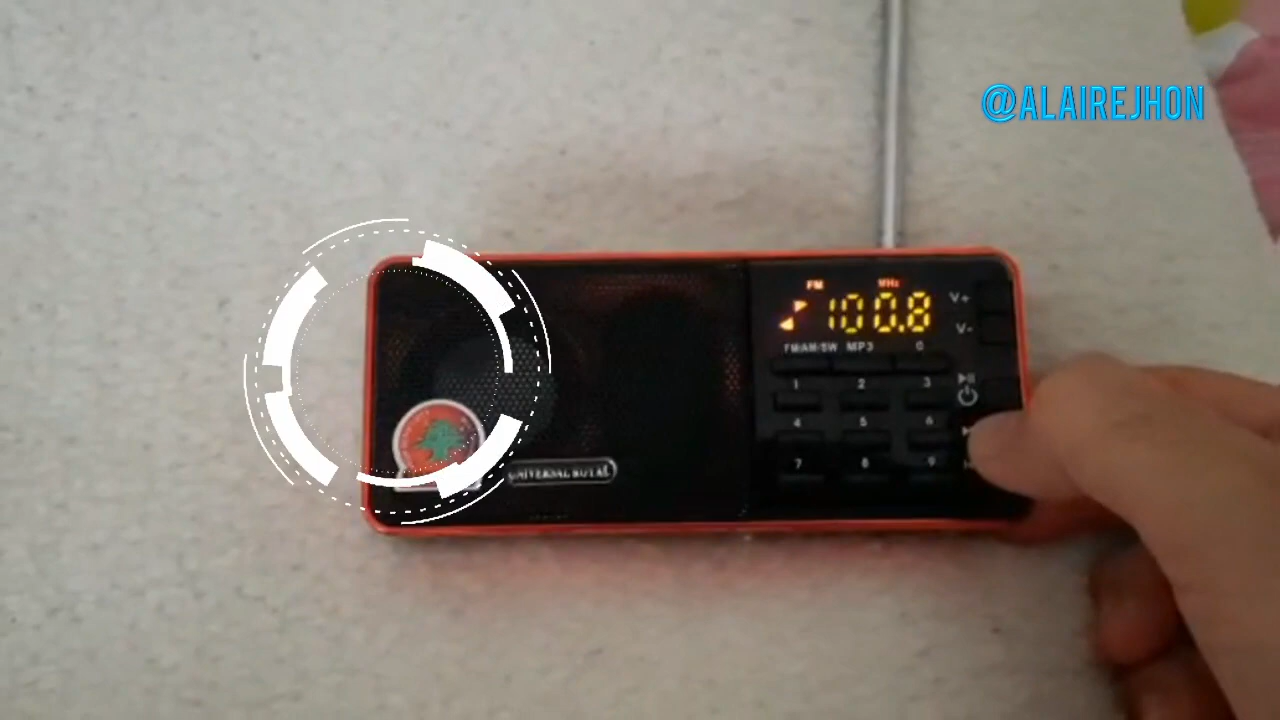 @ALAIREJHON
FM MHz
100.8
V+
V-
FM/AM/SW MP3 0
1 2 3
4 5 6
7 8 9
UNIVERSAL ROYAL